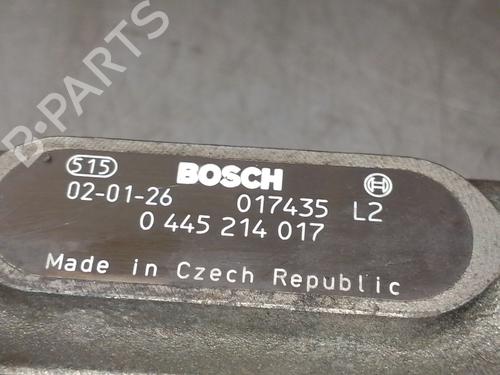 B-PARTS
515
BOSCH
02-01-26 017435 L2
0 445 214 017
Made in Czech Republic